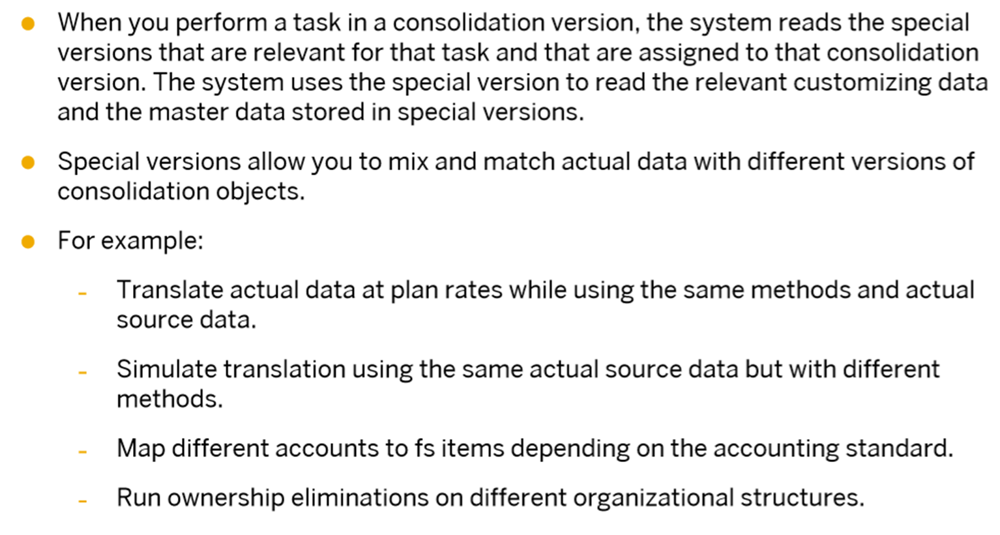 When you perform a task in a consolidation version, the system reads the special
versions that are relevant for that task and that are assigned to that consolidation
version. The system uses the special version to read the relevant customizing data
and the master data stored in special versions.
Special versions allow you to mix and match actual data with different versions of
consolidation objects.
For example:
- Translate actual data at plan rates while using the same methods and actual
source data.
- Simulate translation using the same actual source data but with different
methods.
- Map different accounts to fs items depending on the accounting standard.
- Run ownership eliminations on different organizational structures.